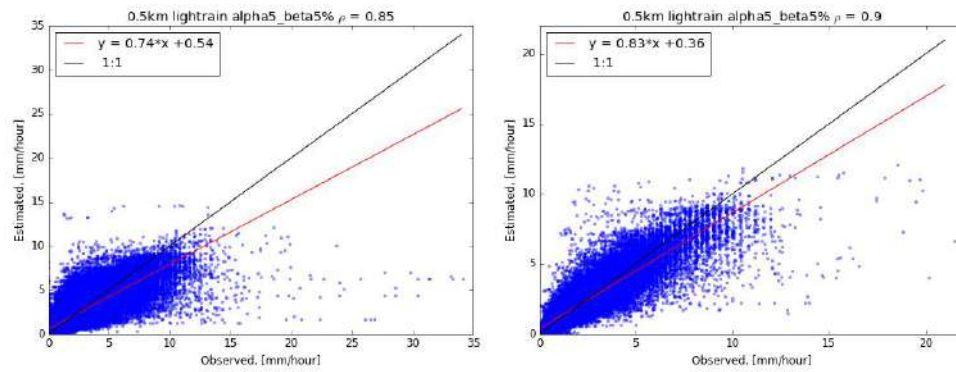 0.5km lightrain alpha5_beta5% ρ = 0.85
y = 0.74*x +0.54
1:1
Estimated. [mm/hour]
35
30
25
20
15
10
5
0
0 5 10 15 20 25 30 35
Observed. [mm/hour]
0.5km lightrain alpha5_beta5% ρ = 0.9
y = 0.83*x +0.36
1:1
Estimated. [mm/hour]
20
15
10
5
0
0 5 10 15 20
Observed. [mm/hour]